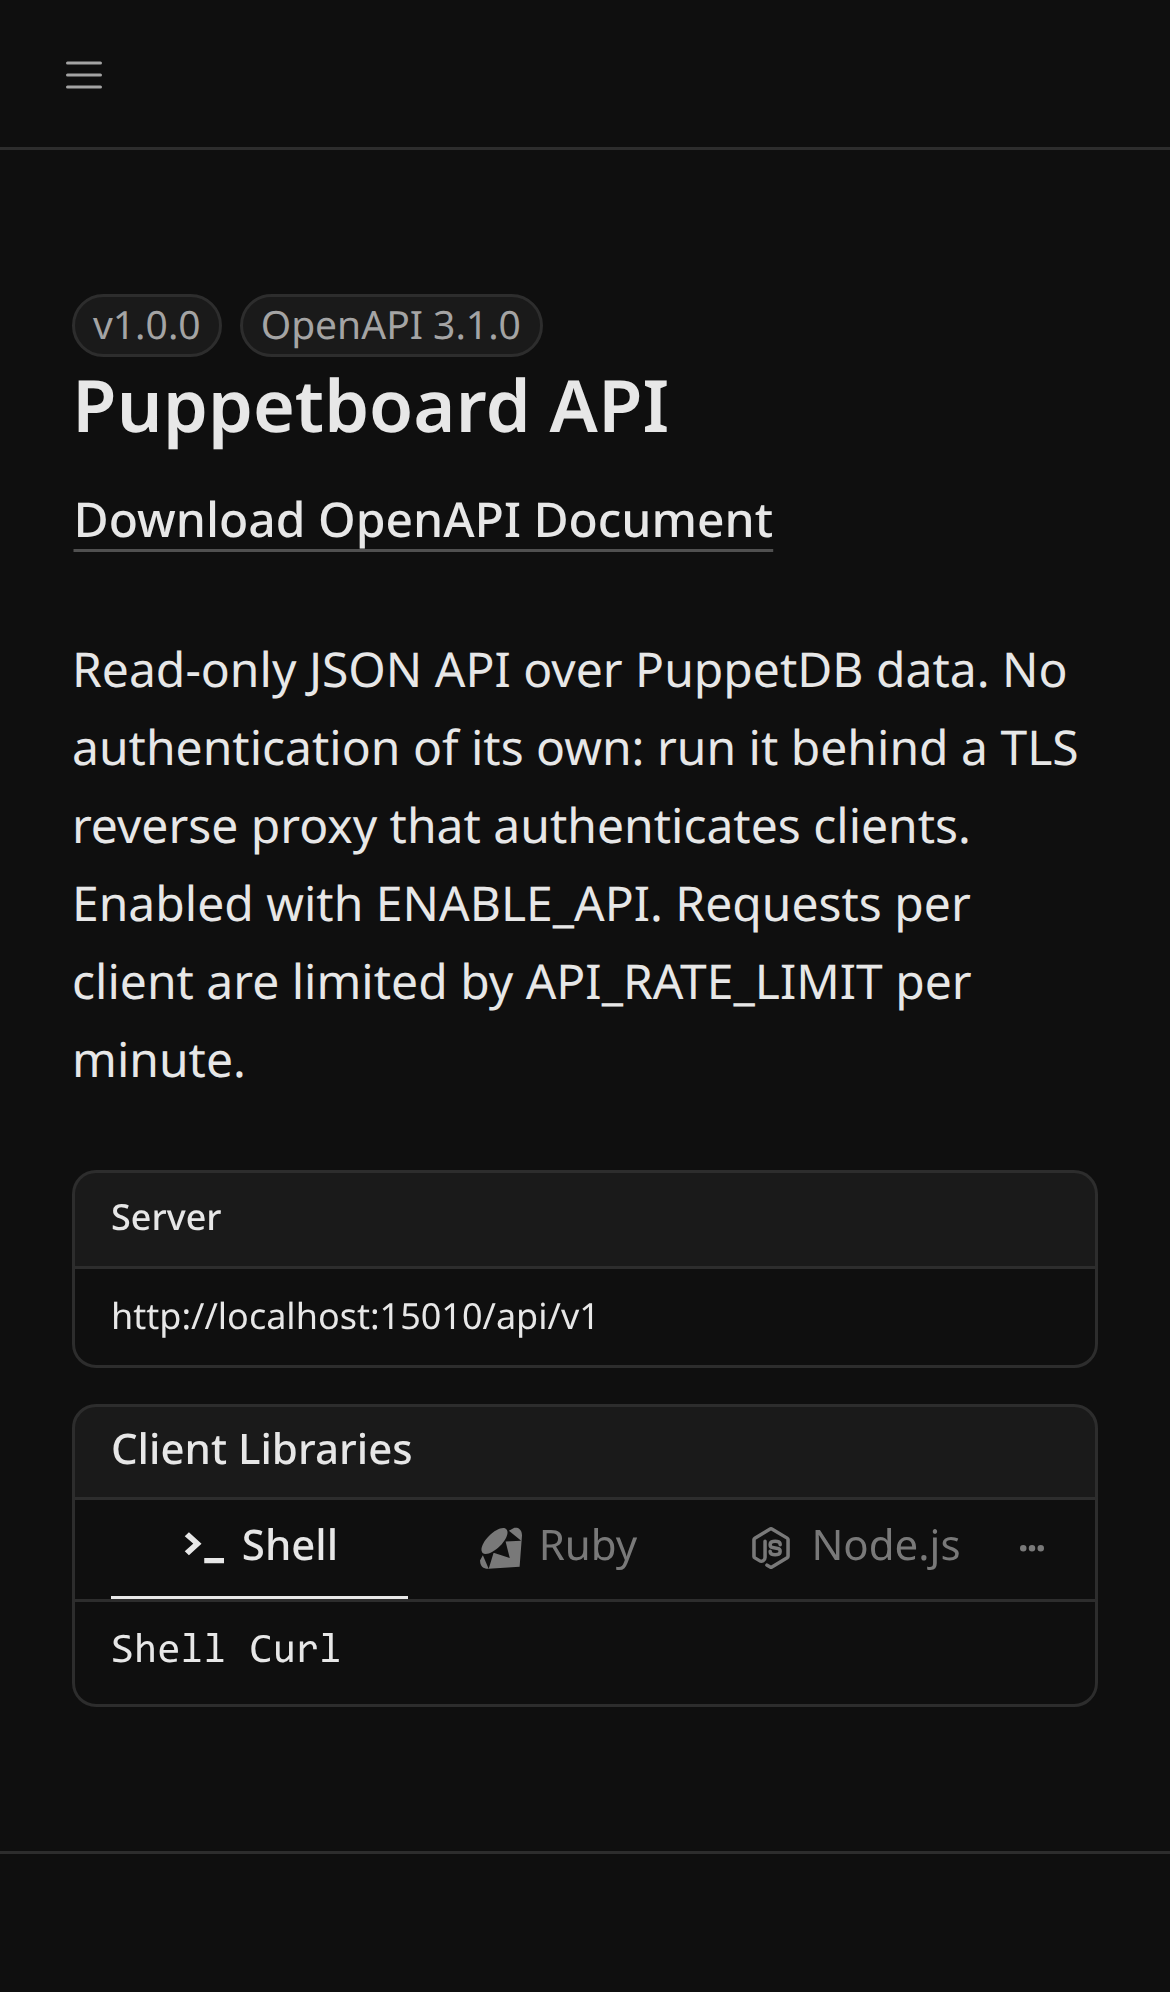 v1.0.0 OpenAPI 3.1.0
Puppetboard API
Download OpenAPI Document
Read-only JSON API over PuppetDB data. No
authentication of its own: run it behind a TLS
reverse proxy that authenticates clients.
Enabled with ENABLE_API. Requests per
client are limited by API_RATE_LIMIT per
minute.
Server
http://localhost:15010/api/v1
Client Libraries
Shell Ruby Node.js
Shell Curl